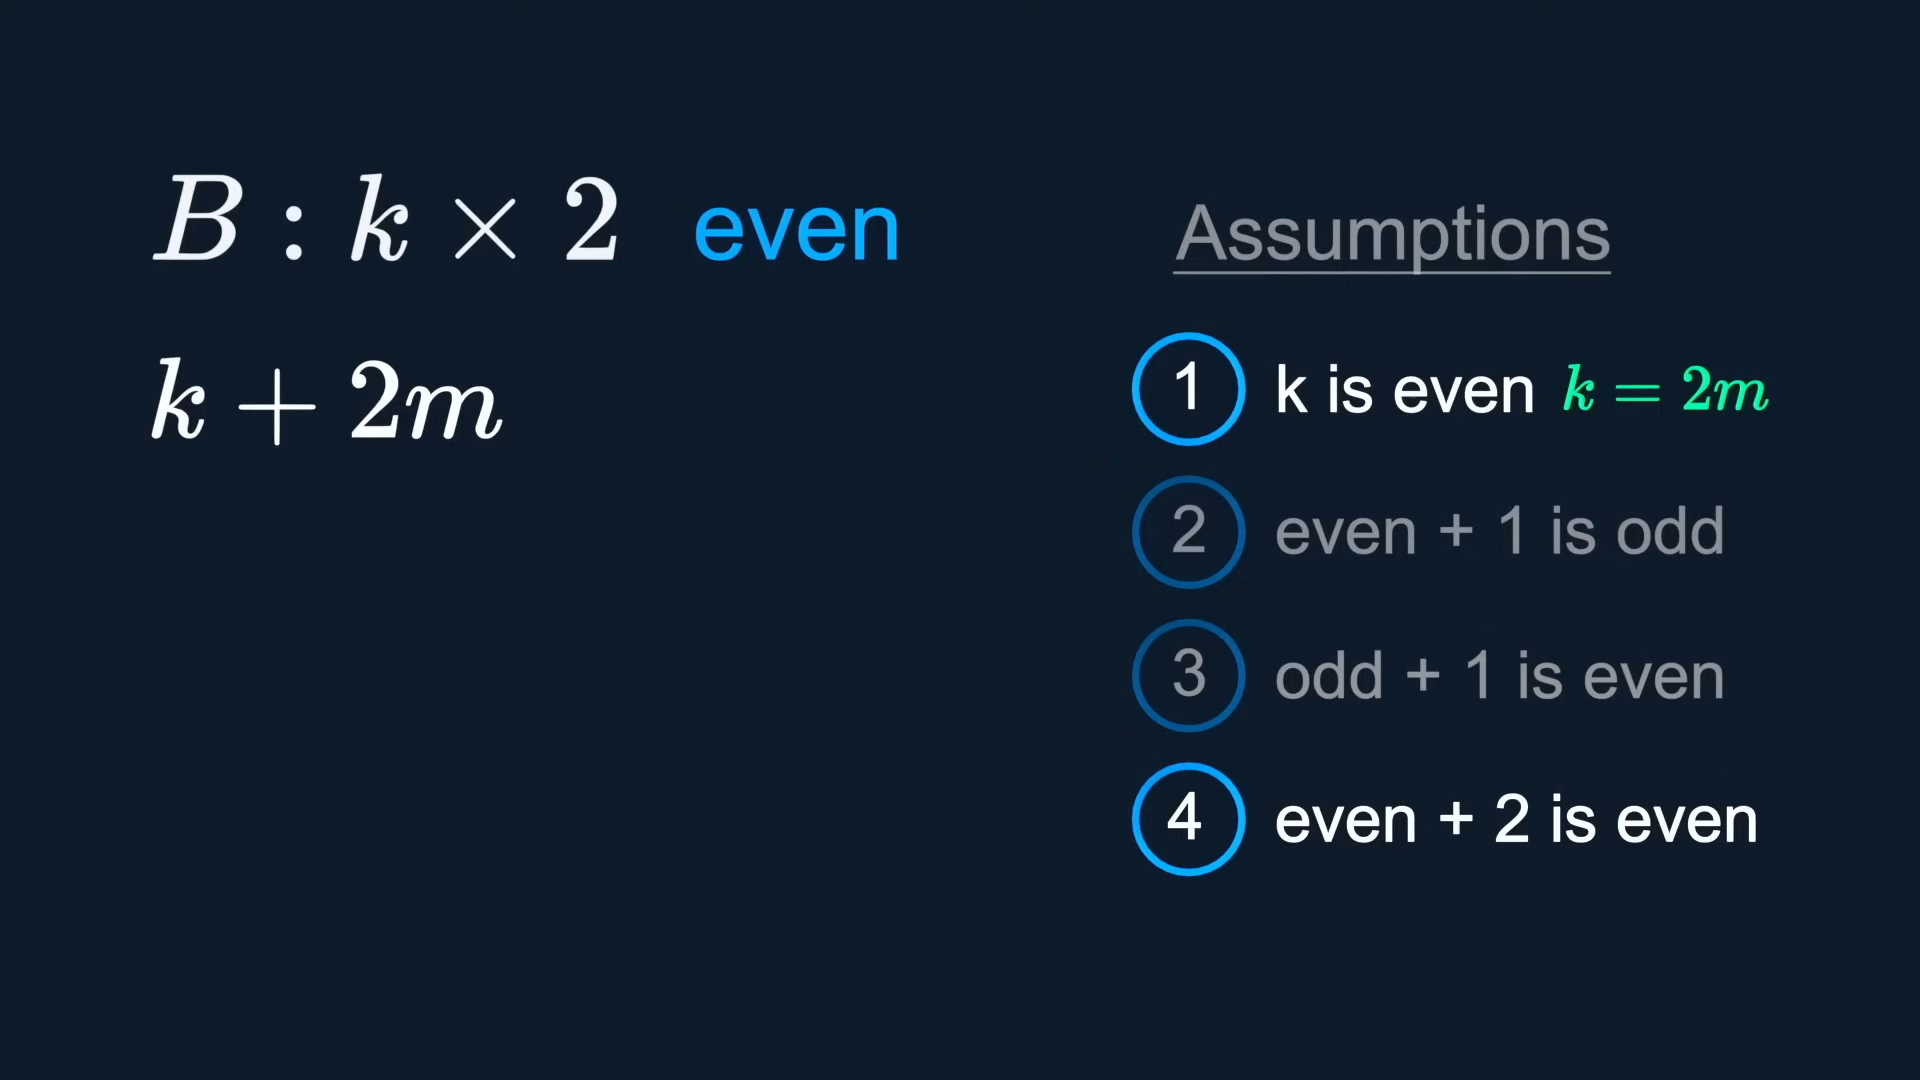 B : k × 2 even
k + 2m
Assumptions
1 k is even k = 2m
2 even + 1 is odd
3 odd + 1 is even
4 even + 2 is even